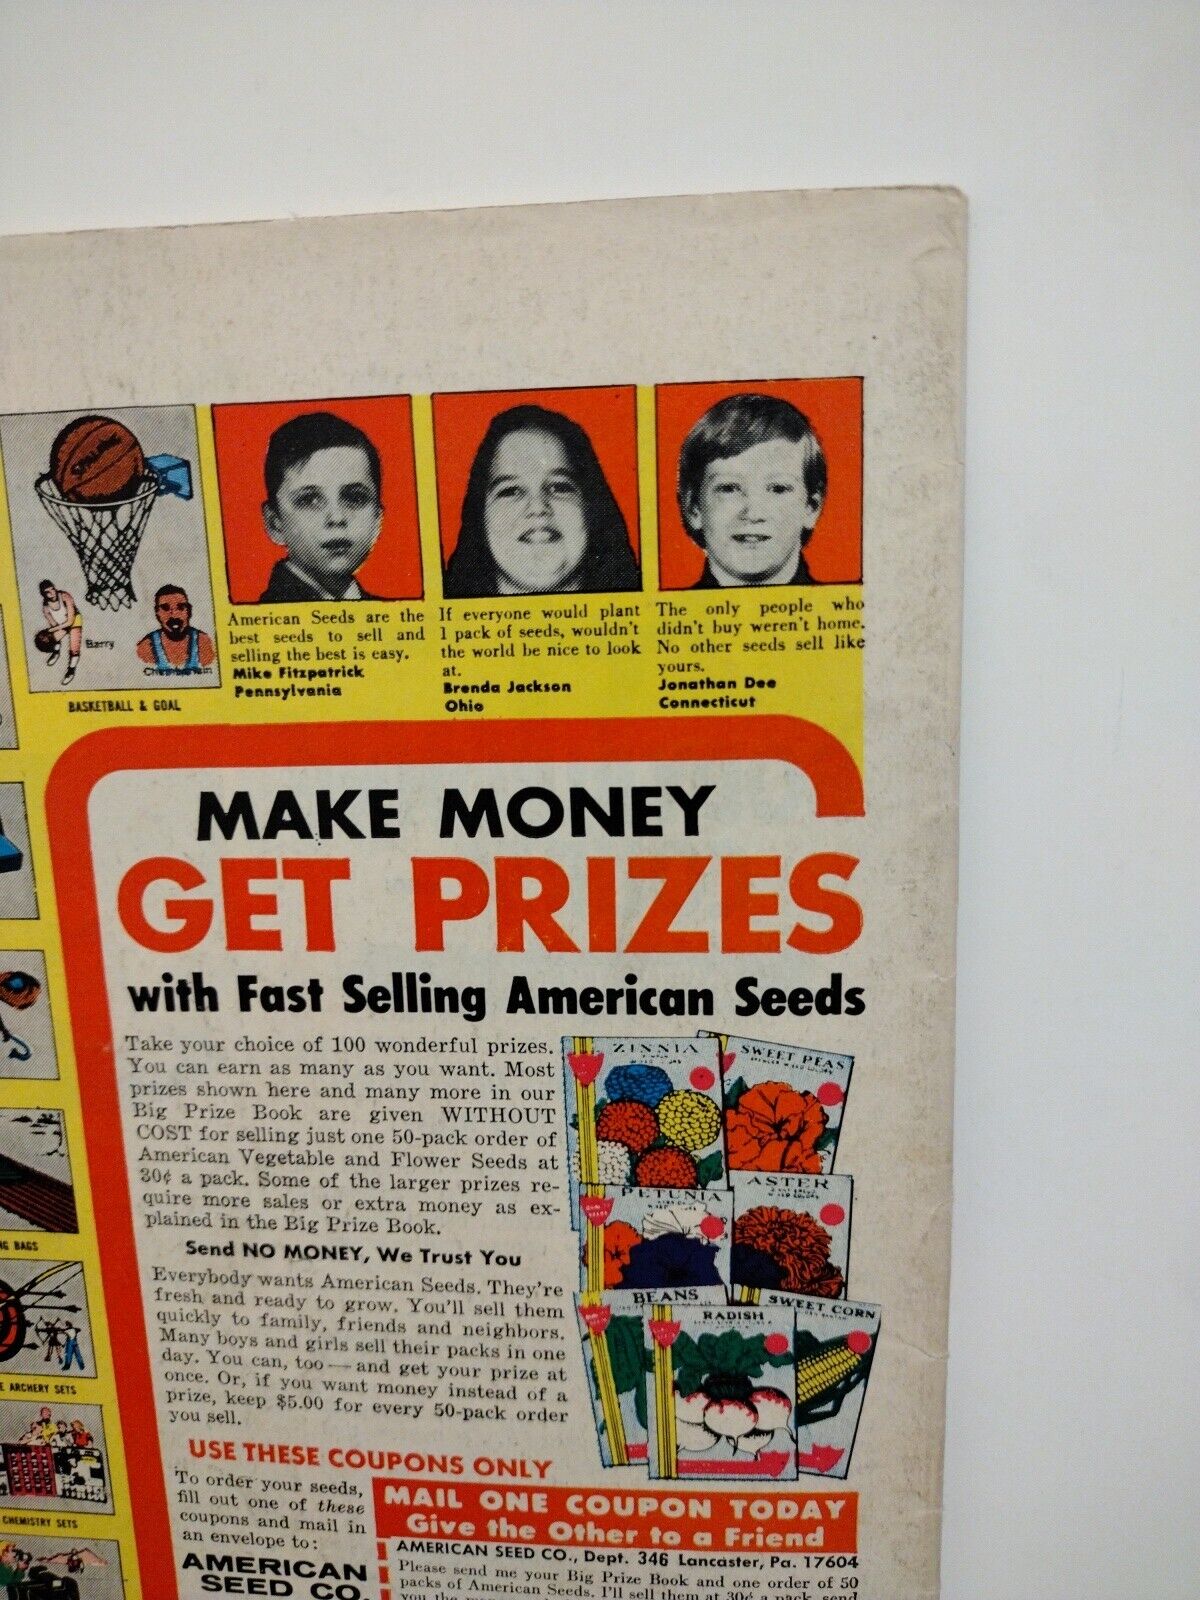 SPALDING
Barry
Chamberlain
BASKETBALL & GOAL
American Seeds are the
best seeds to sell and
selling the best is easy.
Mike Fitzpatrick
Pennsylvania
If everyone would plant
1 pack of seeds, wouldn't
the world be nice to look
at.
Brenda Jackson
Ohio
The only people who
didn't buy weren't home.
No other seeds sell like
yours.
Jonathan Dee
Connecticut
MAKE MONEY
GET PRIZES
with Fast Selling American Seeds
Take your choice of 100 wonderful prizes.
You can earn as many as you want. Most
prizes shown here and many more in our
Big Prize Book are given WITHOUT
COST for selling just one 50-pack order of
American Vegetable and Flower Seeds at
30¢ a pack. Some of the larger prizes re-
quire more sales or extra money as ex-
plained in the Big Prize Book.
Send NO MONEY, We Trust You
Everybody wants American Seeds. They're
fresh and ready to grow. You'll sell them
quickly to family, friends and neighbors.
Many boys and girls sell their packs in one
day. You can, too — and get your prize at
once. Or, if you want money instead of a
prize, keep $5.00 for every 50-pack order
you sell.
ZINNIA
SWEET PEAS
PETUNIA
ASTER
BEANS
RADISH
SWEET CORN
NG BAGS
E ARCHERY SETS
CHEMISTRY SETS
USE THESE COUPONS ONLY
To order your seeds,
fill out one of these
coupons and mail in
an envelope to:
AMERICAN
SEED CO.
MAIL ONE COUPON TODAY
Give the Other to a Friend
AMERICAN SEED CO., Dept. 346 Lancaster, Pa. 17604
Please send me your Big Prize Book and one order of 50
packs of American Seeds. I'll sell them at 30¢ a pack, send